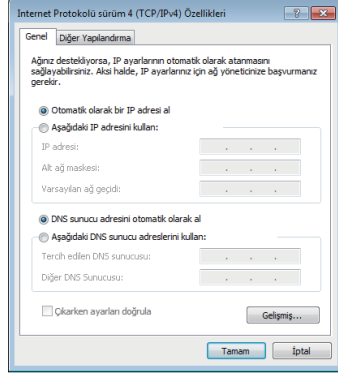 Internet Protokolü sürüm 4 (TCP/IPv4) Özellikleri
Genel Diğer Yapılandırma
Ağınız destekliyorsa, IP ayarlarının otomatik olarak atanmasını
sağlayabilirsiniz. Aksi halde, IP ayarlarınız için ağ yöneticinize başvurmanız
gerekir.
Otomatik olarak bir IP adresi al
Aşağıdaki IP adresini kullan:
IP adresi:
Alt ağ maskesi:
Varsayılan ağ geçidi:
DNS sunucu adresini otomatik olarak al
Aşağıdaki DNS sunucu adreslerini kullan:
Tercih edilen DNS sunucusu:
Diğer DNS Sunucusu:
Çıkarken ayarları doğrula
Gelişmiş...
Tamam İptal